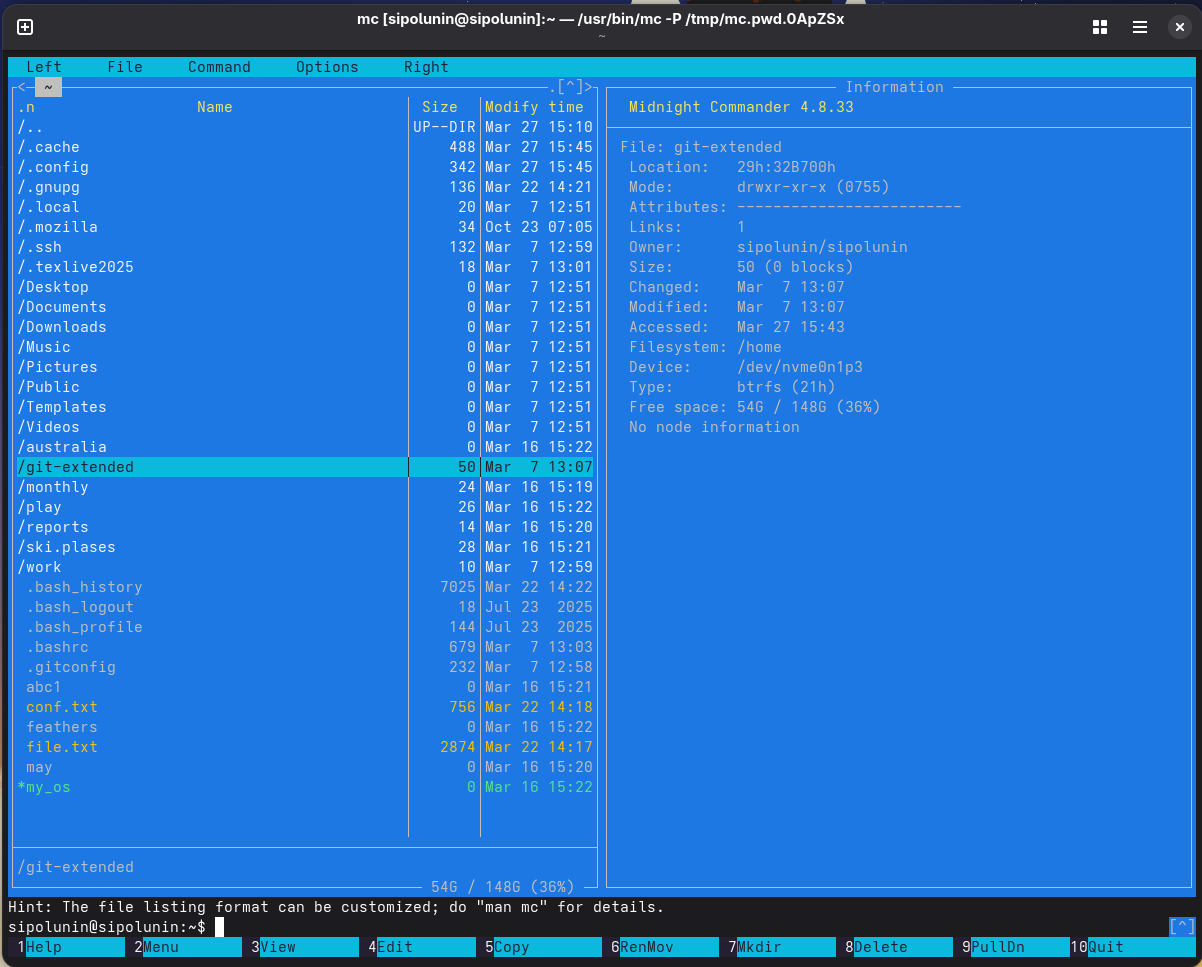 mc [sipolunin@sipolunin]:~ — /usr/bin/mc -P /tmp/mc.pwd.0ApZSx
~
Left File Command Options Right
<─ ~ .[^]>
.n Name Size Modify time
/.. UP--DIR Mar 27 15:10
/.cache 488 Mar 27 15:45
/.config 342 Mar 27 15:45
/.gnupg 136 Mar 22 14:21
/.local 20 Mar 7 12:51
/.mozilla 34 Oct 23 07:05
/.ssh 132 Mar 7 12:59
/.texlive2025 18 Mar 7 13:01
/Desktop 0 Mar 7 12:51
/Documents 0 Mar 7 12:51
/Downloads 0 Mar 7 12:51
/Music 0 Mar 7 12:51
/Pictures 0 Mar 7 12:51
/Public 0 Mar 7 12:51
/Templates 0 Mar 7 12:51
/Videos 0 Mar 7 12:51
/australia 0 Mar 16 15:22
/git-extended 50 Mar 7 13:07
/monthly 24 Mar 16 15:19
/play 26 Mar 16 15:22
/reports 14 Mar 16 15:20
/ski.plases 28 Mar 16 15:21
/work 10 Mar 7 12:59
.bash_history 7025 Mar 22 14:22
.bash_logout 18 Jul 23 2025
.bash_profile 144 Jul 23 2025
.bashrc 679 Mar 7 13:03
.gitconfig 232 Mar 7 12:58
abc1 0 Mar 16 15:21
conf.txt 756 Mar 22 14:18
feathers 0 Mar 16 15:22
file.txt 2874 Mar 22 14:17
may 0 Mar 16 15:20
*my_os 0 Mar 16 15:22
/git-extended
54G / 148G (36%)
Information
Midnight Commander 4.8.33
File: git-extended
Location: 29h:32B700h
Mode: drwxr-xr-x (0755)
Attributes: -------------------------
Links: 1
Owner: sipolunin/sipolunin
Size: 50 (0 blocks)
Changed: Mar 7 13:07
Modified: Mar 7 13:07
Accessed: Mar 27 15:43
Filesystem: /home
Device: /dev/nvme0n1p3
Type: btrfs (21h)
Free space: 54G / 148G (36%)
No node information
Hint: The file listing format can be customized; do "man mc" for details.
sipolunin@sipolunin:~$ [^]
1Help 2Menu 3View 4Edit 5Copy 6RenMov 7Mkdir 8Delete 9PullDn 10Quit